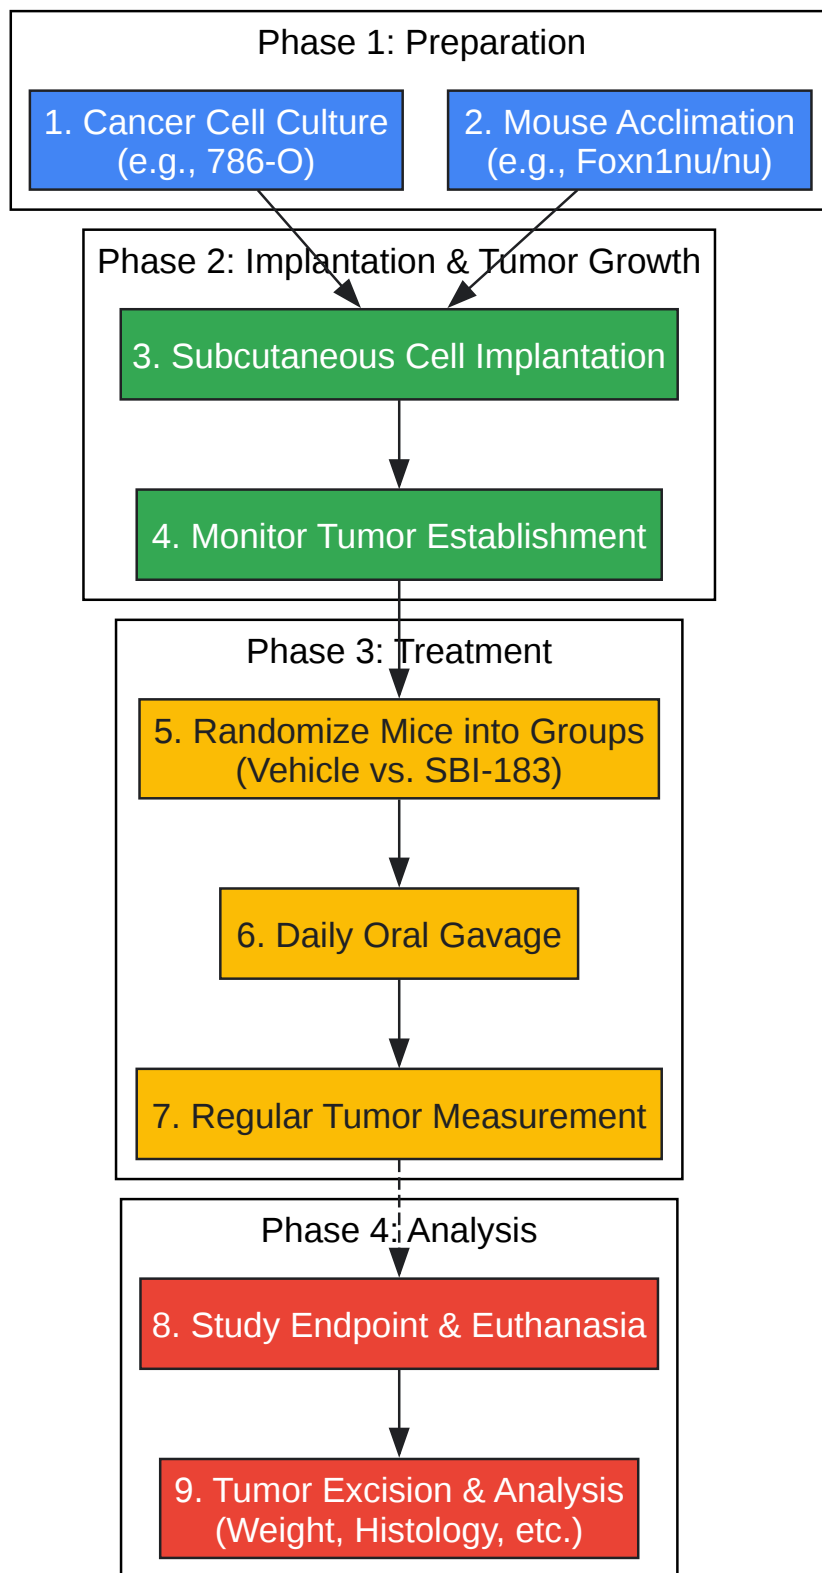 Phase 1: Preparation
1. Cancer Cell Culture
(e.g., 786-O)
2. Mouse Acclimation
(e.g., Foxn1nu/nu)
Phase 2: Implantation & Tumor Growth
3. Subcutaneous Cell Implantation
4. Monitor Tumor Establishment
Phase 3: Treatment
5. Randomize Mice into Groups
(Vehicle vs. SBI-183)
6. Daily Oral Gavage
7. Regular Tumor Measurement
Phase 4: Analysis
8. Study Endpoint & Euthanasia
9. Tumor Excision & Analysis
(Weight, Histology, etc.)